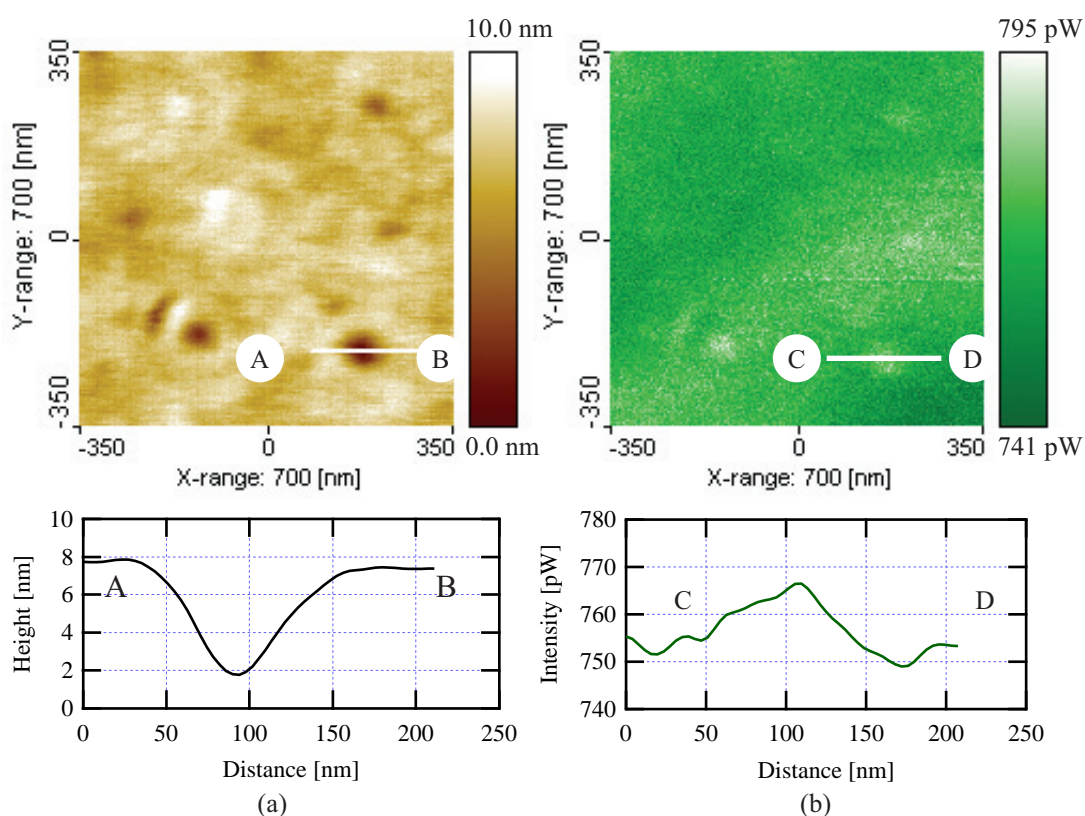 10.0 nm
795 pW
350
0
-350
Y-range: 700 [nm]
A
B
0.0 nm
-350
0
350
X-range: 700 [nm]
350
0
-350
Y-range: 700 [nm]
C
D
741 pW
-350
0
350
X-range: 700 [nm]
10
8
6
4
2
0
Height [nm]
A
B
0
50
100
150
200
250
Distance [nm]
(a)
780
770
760
750
740
Intensity [pW]
C
D
0
50
100
150
200
250
Distance [nm]
(b)